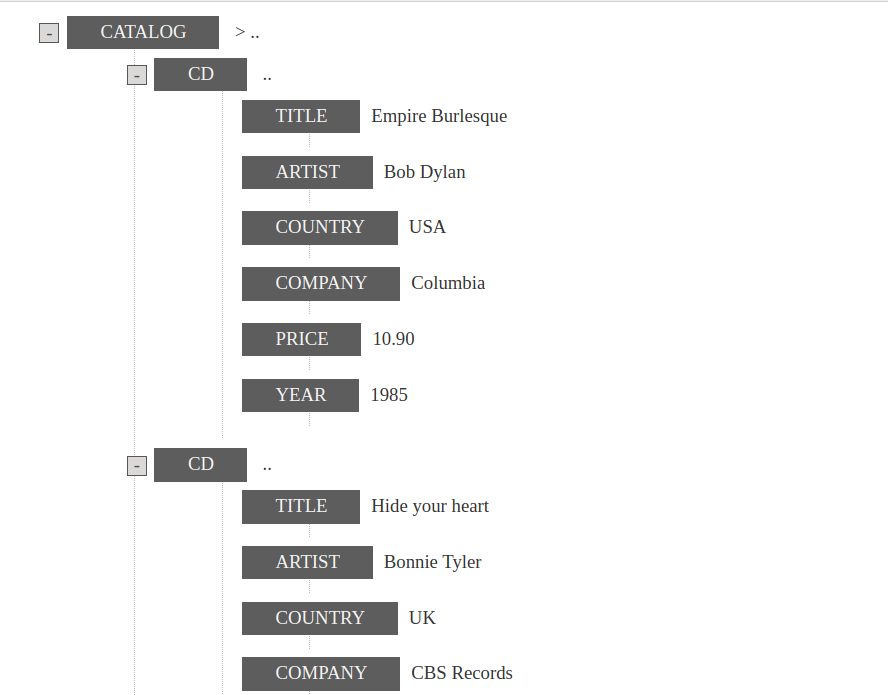 - CATALOG > ..
- CD ..
TITLE Empire Burlesque
ARTIST Bob Dylan
COUNTRY USA
COMPANY Columbia
PRICE 10.90
YEAR 1985
- CD ..
TITLE Hide your heart
ARTIST Bonnie Tyler
COUNTRY UK
COMPANY CBS Records